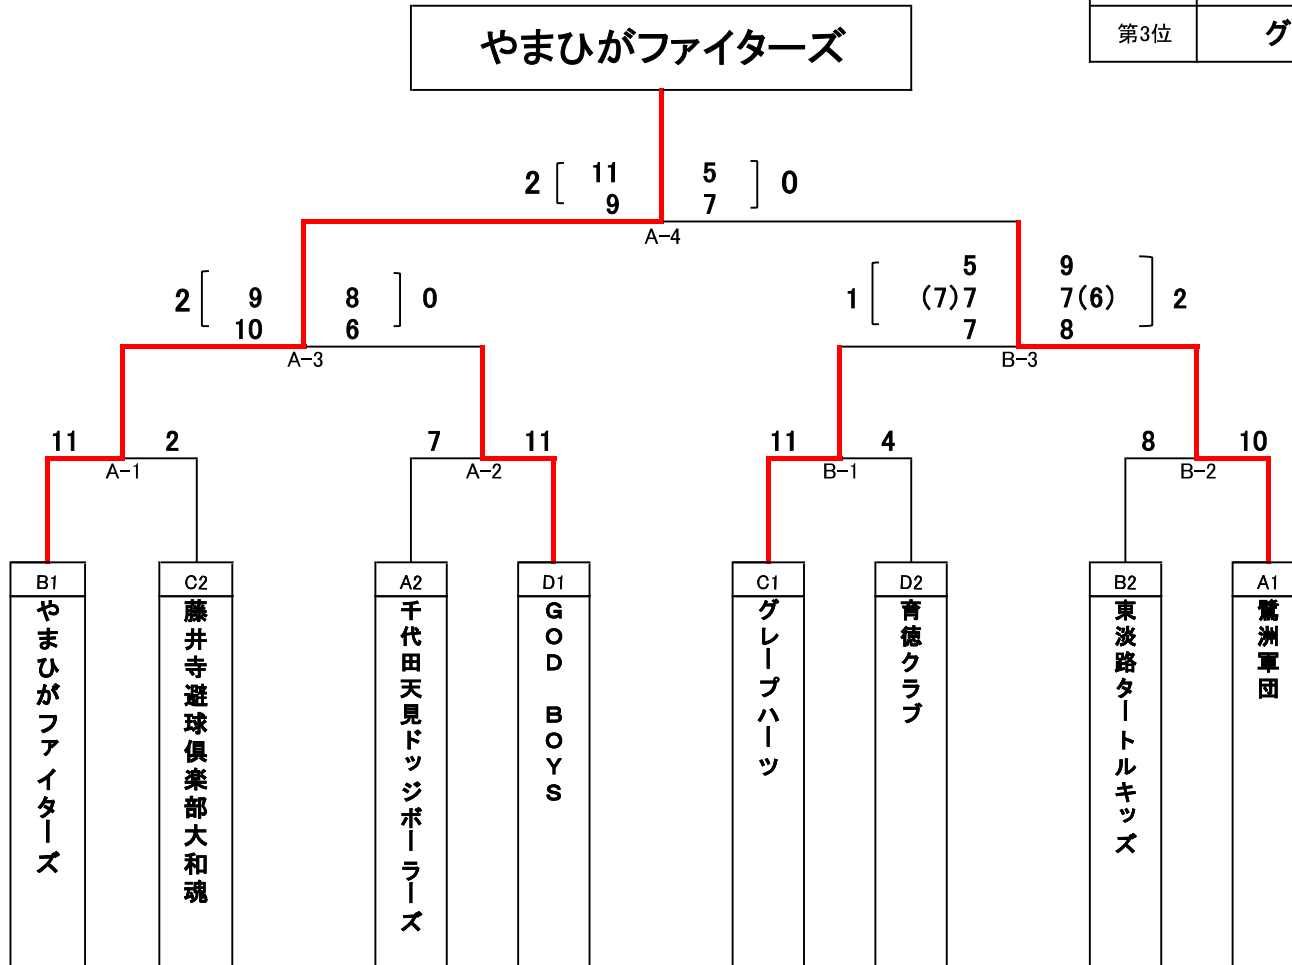 やまひがファイターズ
第3位 グ
2 11 5 0
9 7
A-4
5 9
2 9 8 0
1 (7)7 7(6) 2
10 6
7 8
A-3
B-3
11 2
7 11
11 4
8 10
A-1
A-2
B-1
B-2
B1
C2
A2
D1
C1
D2
B2
A1
やまひがファイターズ
藤井寺避球倶楽部大和魂
千代田天見ドッジボーラーズ
GOD BOYS
グレープハーツ
育徳クラブ
東淡路タートルキッズ
鷺洲軍団